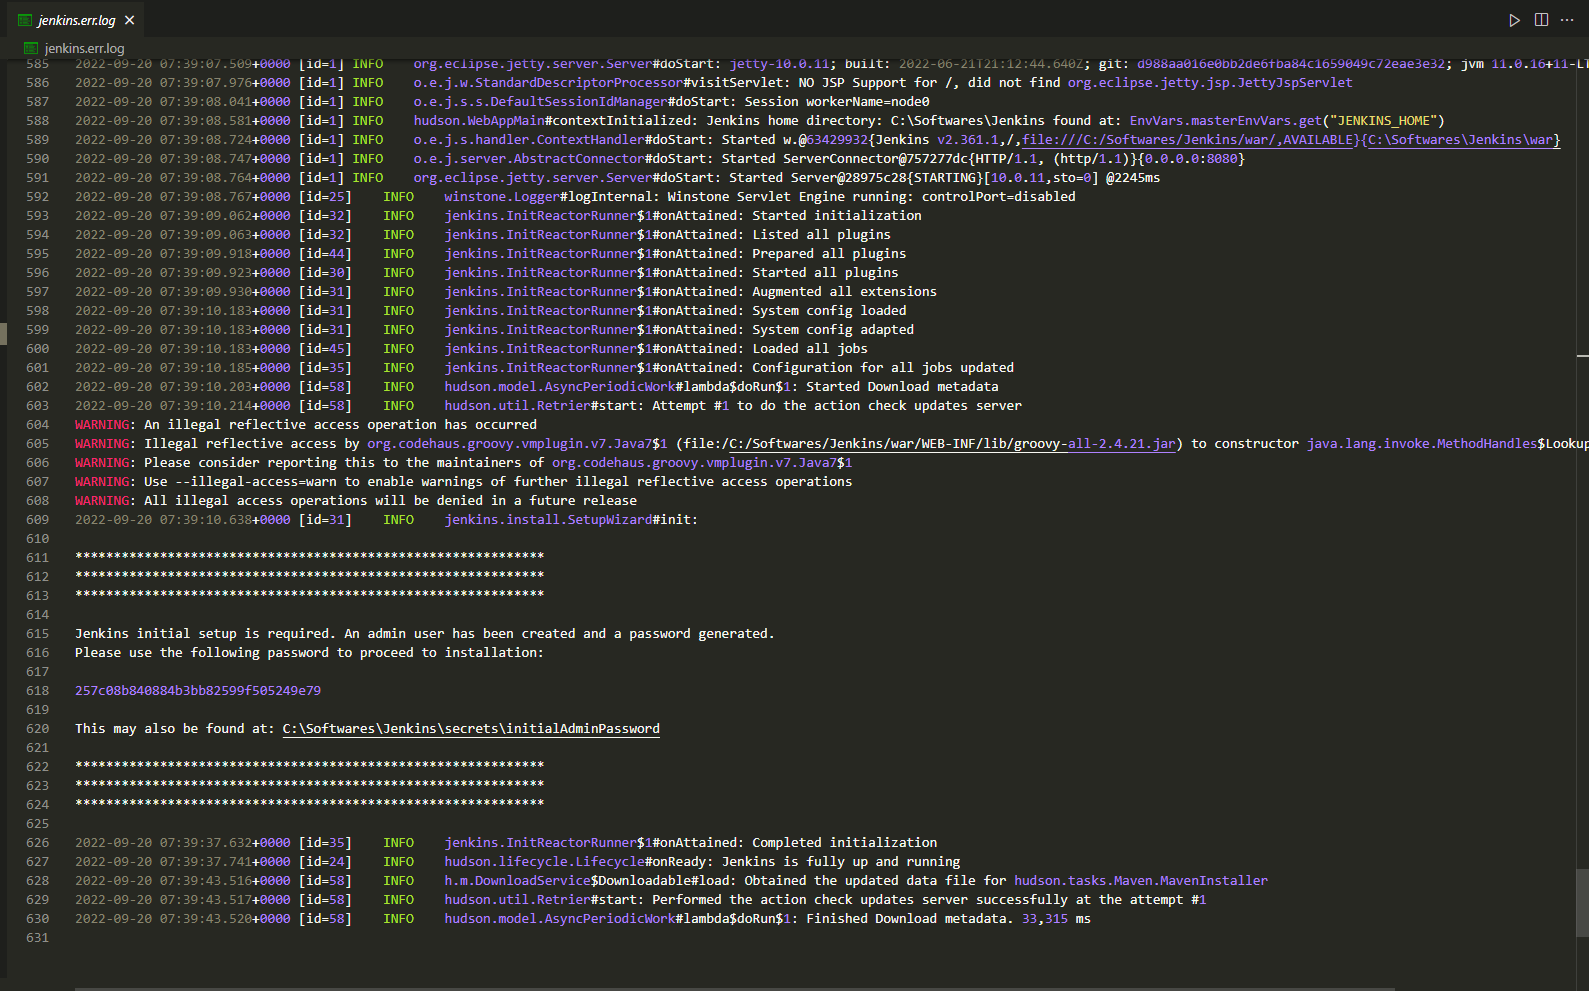 jenkins.err.log
jenkins.err.log
585 2022-09-20 07:39:07.509+0000 [id=1] INFO org.eclipse.jetty.server.Server#doStart: jetty-10.0.11; built: 2022-06-21T21:12:44.640Z; git: d988aa016e0bb2de6fba84c1659049c72eae3e32; jvm 11.0.16+11-LT
586 2022-09-20 07:39:07.976+0000 [id=1] INFO o.e.j.w.StandardDescriptorProcessor#visitServlet: NO JSP Support for /, did not find org.eclipse.jetty.jsp.JettyJspServlet
587 2022-09-20 07:39:08.041+0000 [id=1] INFO o.e.j.s.s.DefaultSessionIdManager#doStart: Session workerName=node0
588 2022-09-20 07:39:08.581+0000 [id=1] INFO hudson.WebAppMain#contextInitialized: Jenkins home directory: C:\Softwares\Jenkins found at: EnvVars.masterEnvVars.get("JENKINS_HOME")
589 2022-09-20 07:39:08.724+0000 [id=1] INFO o.e.j.s.handler.ContextHandler#doStart: Started w.@63429932{Jenkins v2.361.1,/,file:///C:/Softwares/Jenkins/war/,AVAILABLE}{C:\Softwares\Jenkins\war}
590 2022-09-20 07:39:08.747+0000 [id=1] INFO o.e.j.server.AbstractConnector#doStart: Started ServerConnector@757277dc{HTTP/1.1, (http/1.1)}{0.0.0.0:8080}
591 2022-09-20 07:39:08.764+0000 [id=1] INFO org.eclipse.jetty.server.Server#doStart: Started Server@28975c28{STARTING}[10.0.11,sto=0] @2245ms
592 2022-09-20 07:39:08.767+0000 [id=25] INFO winstone.Logger#logInternal: Winstone Servlet Engine running: controlPort=disabled
593 2022-09-20 07:39:09.062+0000 [id=32] INFO jenkins.InitReactorRunner$1#onAttained: Started initialization
594 2022-09-20 07:39:09.063+0000 [id=32] INFO jenkins.InitReactorRunner$1#onAttained: Listed all plugins
595 2022-09-20 07:39:09.918+0000 [id=44] INFO jenkins.InitReactorRunner$1#onAttained: Prepared all plugins
596 2022-09-20 07:39:09.923+0000 [id=30] INFO jenkins.InitReactorRunner$1#onAttained: Started all plugins
597 2022-09-20 07:39:09.930+0000 [id=31] INFO jenkins.InitReactorRunner$1#onAttained: Augmented all extensions
598 2022-09-20 07:39:10.183+0000 [id=31] INFO jenkins.InitReactorRunner$1#onAttained: System config loaded
599 2022-09-20 07:39:10.183+0000 [id=31] INFO jenkins.InitReactorRunner$1#onAttained: System config adapted
600 2022-09-20 07:39:10.183+0000 [id=45] INFO jenkins.InitReactorRunner$1#onAttained: Loaded all jobs
601 2022-09-20 07:39:10.185+0000 [id=35] INFO jenkins.InitReactorRunner$1#onAttained: Configuration for all jobs updated
602 2022-09-20 07:39:10.203+0000 [id=58] INFO hudson.model.AsyncPeriodicWork#lambda$doRun$1: Started Download metadata
603 2022-09-20 07:39:10.214+0000 [id=58] INFO hudson.util.Retrier#start: Attempt #1 to do the action check updates server
604 WARNING: An illegal reflective access operation has occurred
605 WARNING: Illegal reflective access by org.codehaus.groovy.vmplugin.v7.Java7$1 (file:/C:/Softwares/Jenkins/war/WEB-INF/lib/groovy-all-2.4.21.jar) to constructor java.lang.invoke.MethodHandles$Lookup
606 WARNING: Please consider reporting this to the maintainers of org.codehaus.groovy.vmplugin.v7.Java7$1
607 WARNING: Use --illegal-access=warn to enable warnings of further illegal reflective access operations
608 WARNING: All illegal access operations will be denied in a future release
609 2022-09-20 07:39:10.638+0000 [id=31] INFO jenkins.install.SetupWizard#init:
610
611 *************************************************************
612 *************************************************************
613 *************************************************************
614
615 Jenkins initial setup is required. An admin user has been created and a password generated.
616 Please use the following password to proceed to installation:
617
618 257c08b840884b3bb82599f505249e79
619
620 This may also be found at: C:\Softwares\Jenkins\secrets\initialAdminPassword
621
622 *************************************************************
623 *************************************************************
624 *************************************************************
625
626 2022-09-20 07:39:37.632+0000 [id=35] INFO jenkins.InitReactorRunner$1#onAttained: Completed initialization
627 2022-09-20 07:39:37.741+0000 [id=24] INFO hudson.lifecycle.Lifecycle#onReady: Jenkins is fully up and running
628 2022-09-20 07:39:43.516+0000 [id=58] INFO h.m.DownloadService$Downloadable#load: Obtained the updated data file for hudson.tasks.Maven.MavenInstaller
629 2022-09-20 07:39:43.517+0000 [id=58] INFO hudson.util.Retrier#start: Performed the action check updates server successfully at the attempt #1
630 2022-09-20 07:39:43.520+0000 [id=58] INFO hudson.model.AsyncPeriodicWork#lambda$doRun$1: Finished Download metadata. 33,315 ms
631